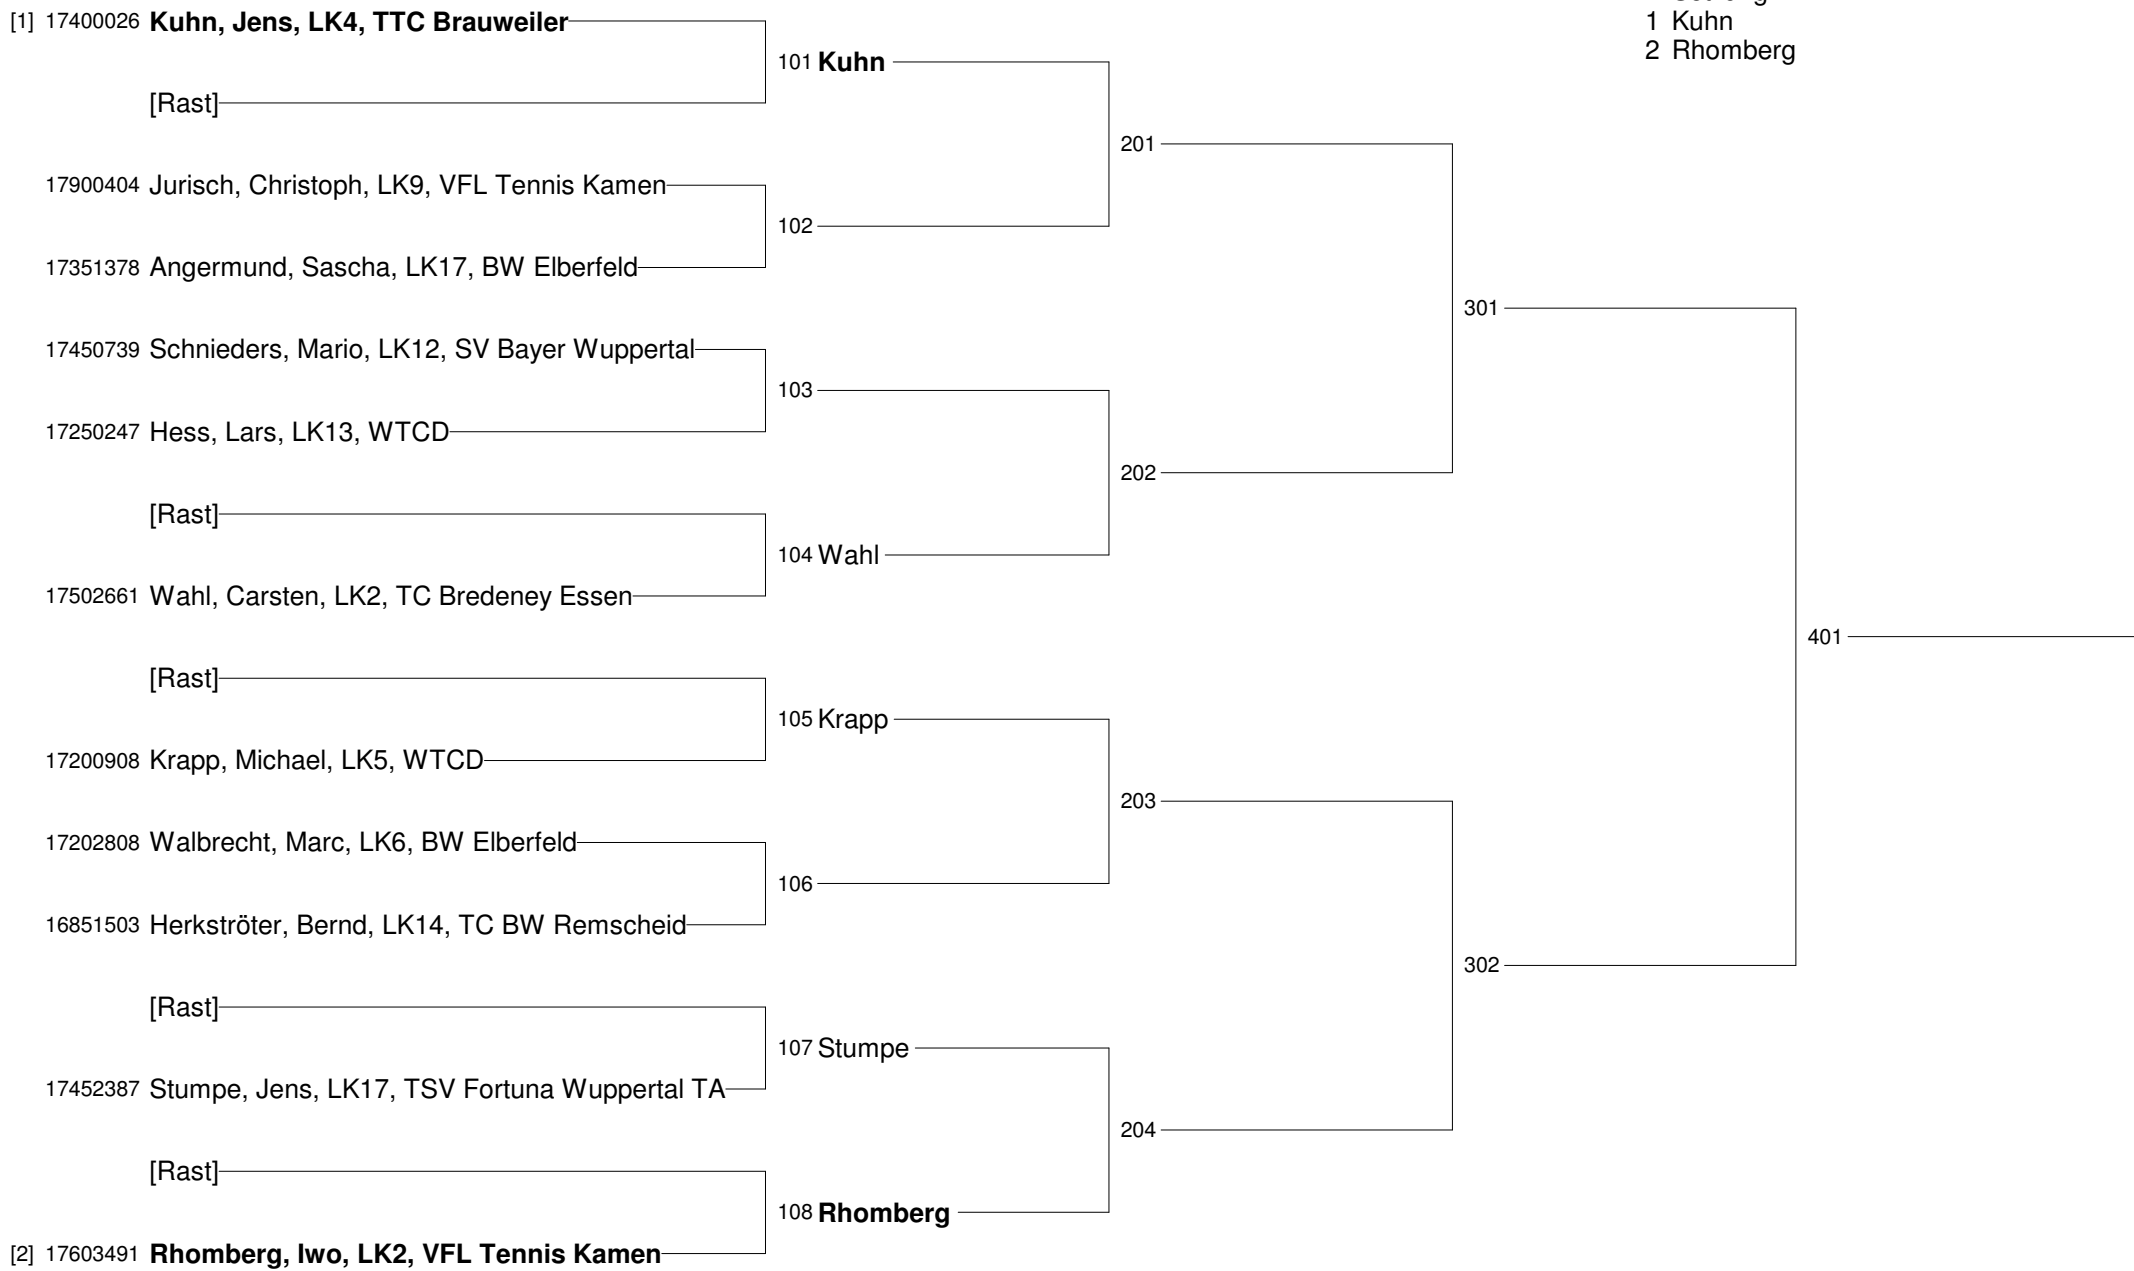 [1] 17400026 Kuhn, Jens, LK4, TTC Brauweiler
1 Kuhn
2 Rhomberg
101 Kuhn
[Rast]
201
17900404 Jurisch, Christoph, LK9, VFL Tennis Kamen
102
17351378 Angermund, Sascha, LK17, BW Elberfeld
301
17450739 Schnieders, Mario, LK12, SV Bayer Wuppertal
103
17250247 Hess, Lars, LK13, WTCD
202
[Rast]
104 Wahl
17502661 Wahl, Carsten, LK2, TC Bredeney Essen
401
[Rast]
105 Krapp
17200908 Krapp, Michael, LK5, WTCD
203
17202808 Walbrecht, Marc, LK6, BW Elberfeld
106
16851503 Herkströter, Bernd, LK14, TC BW Remscheid
302
[Rast]
107 Stumpe
17452387 Stumpe, Jens, LK17, TSV Fortuna Wuppertal TA
204
[Rast]
108 Rhomberg
[2] 17603491 Rhomberg, Iwo, LK2, VFL Tennis Kamen